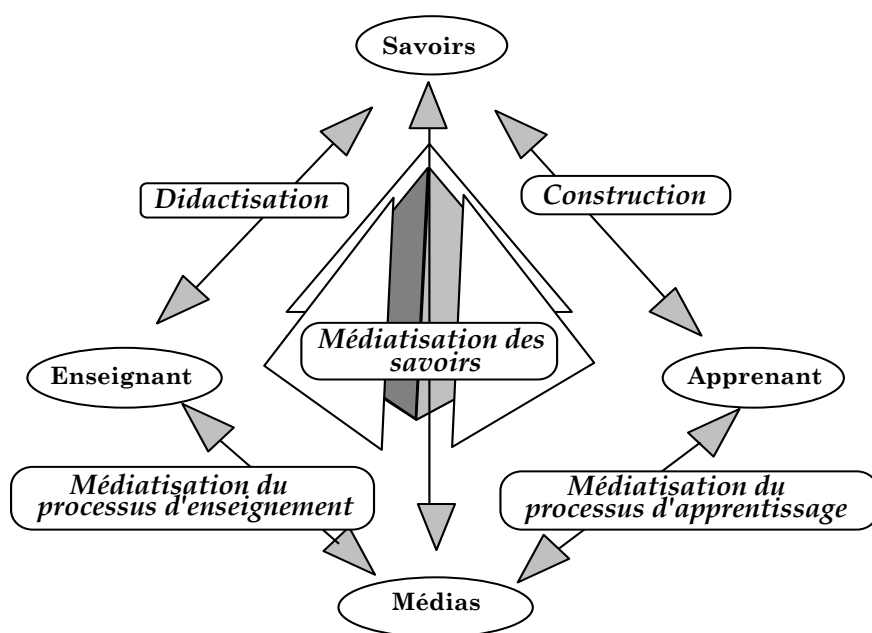 Savoirs
Didactisation
Construction
Médiatisation des
savoirs
Enseignant
Apprenant
Médiatisation du
processus d'enseignement
Médiatisation du
processus d'apprentissage
Médias